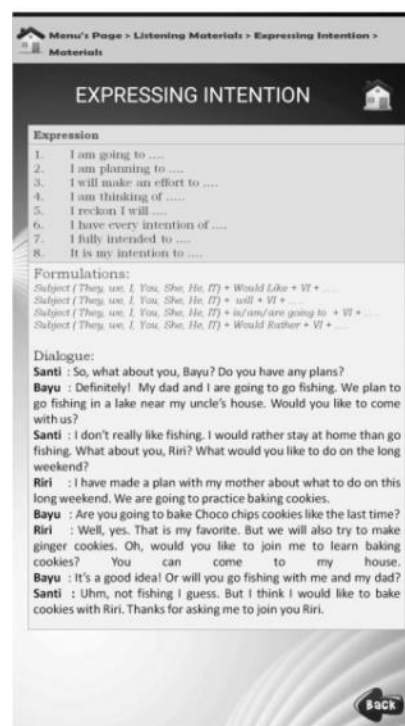 Menu's Page > Listening Materials > Expressing Intention >
Materials
EXPRESSING INTENTION
Expression
1. I am going to ....
2. I am planning to ....
3. I will make an effort to ....
4. I am thinking of .....
5. I reckon I will ....
6. I have every intention of ....
7. I fully intended to ....
8. It is my intention to ....
Formulations:
Subject ( They, we, I, You, She, He, IT) + Would Like + VI + ....
Subject ( They, we, I, You, She, He, IT) + will + VI + ....
Subject ( They, we, I, You, She, He, IT) + is/am/are going to + VI + ....
Subject ( They, we, I, You, She, He, IT) + Would Rather + VI + ....
Dialogue:
Santi : So, what about you, Bayu? Do you have any plans?
Bayu : Definitely! My dad and I are going to go fishing. We plan to
go fishing in a lake near my uncle's house. Would you like to come
with us?
Santi : I don't really like fishing. I would rather stay at home than go
fishing. What about you, Riri? What would you like to do on the long
weekend?
Riri : I have made a plan with my mother about what to do on this
long weekend. We are going to practice baking cookies.
Bayu : Are you going to bake Choco chips cookies like the last time?
Riri : Well, yes. That is my favorite. But we will also try to make
ginger cookies. Oh, would you like to join me to learn baking
cookies? You can come to my house.
Bayu : It's a good idea! Or will you go fishing with me and my dad?
Santi : Uhm, not fishing I guess. But I think I would like to bake
cookies with Riri. Thanks for asking me to join you Riri.
Back